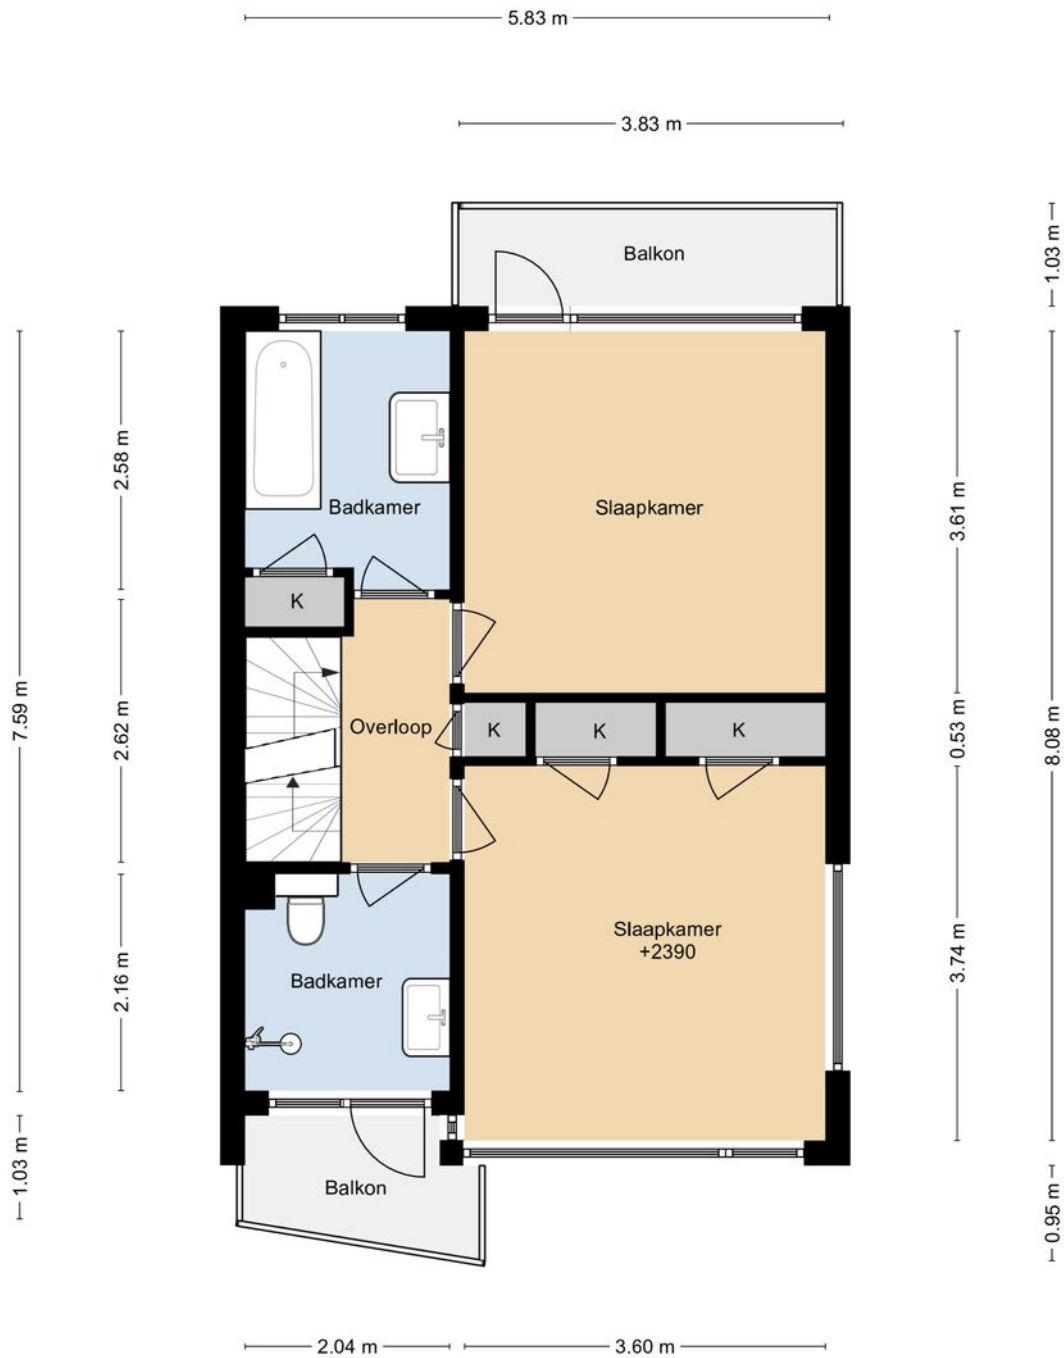 5.83 m
3.83 m
Balkon
1.03 m
2.58 m
Badkamer
Slaapkamer
3.61 m
K
7.59 m
2.62 m
Overloop
K
K
K
0.53 m
8.08 m
Slaapkamer
+2390
2.16 m
Badkamer
3.74 m
1.03 m
Balkon
0.95 m
2.04 m
3.60 m